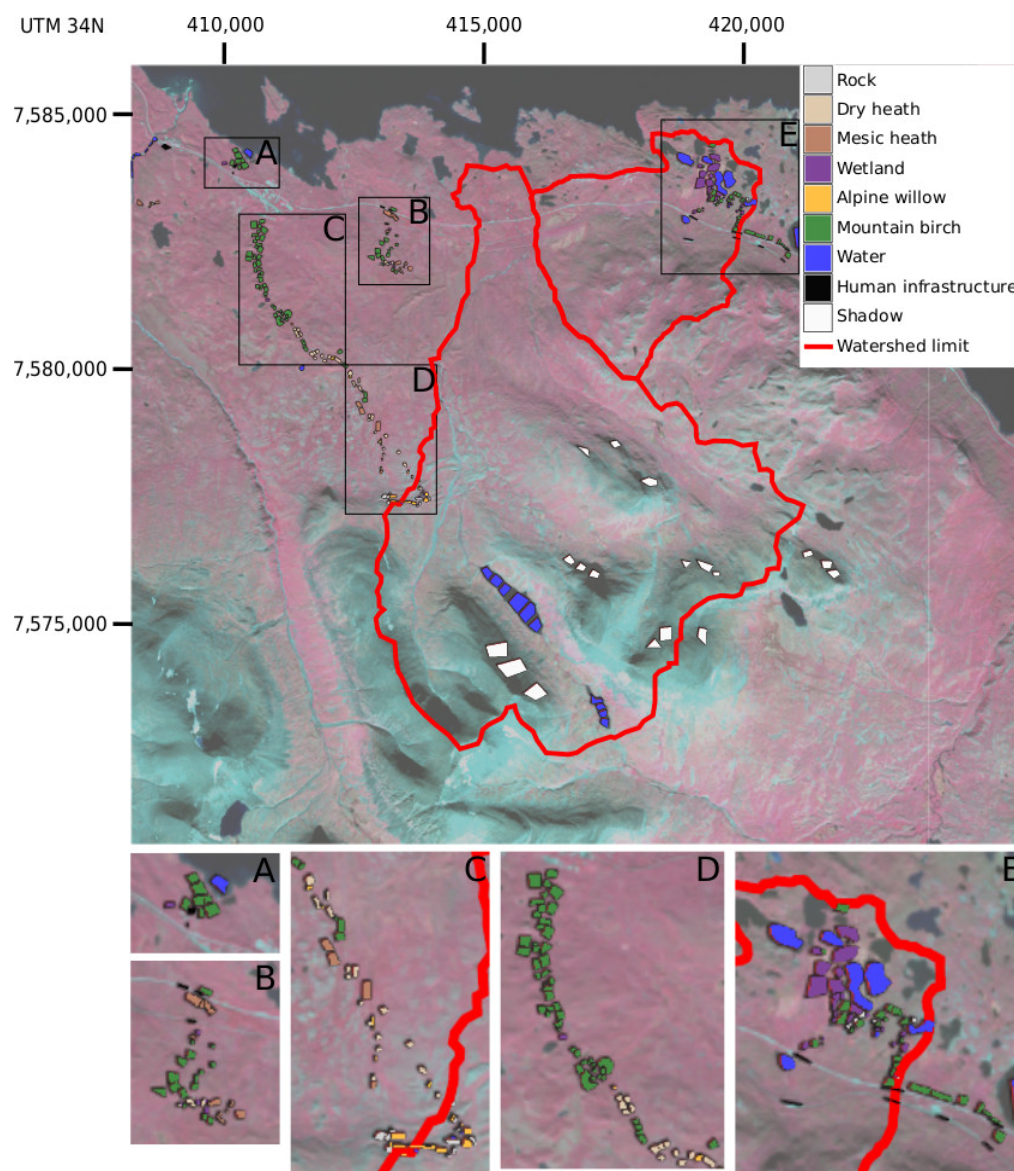 UTM 34N
410,000
415,000
420,000
7,585,000
7,580,000
7,575,000
A
B
C
D
E
Rock
Dry heath
Mesic heath
Wetland
Alpine willow
Mountain birch
Water
Human infrastructure
Shadow
Watershed limit
A
B
C
D
E